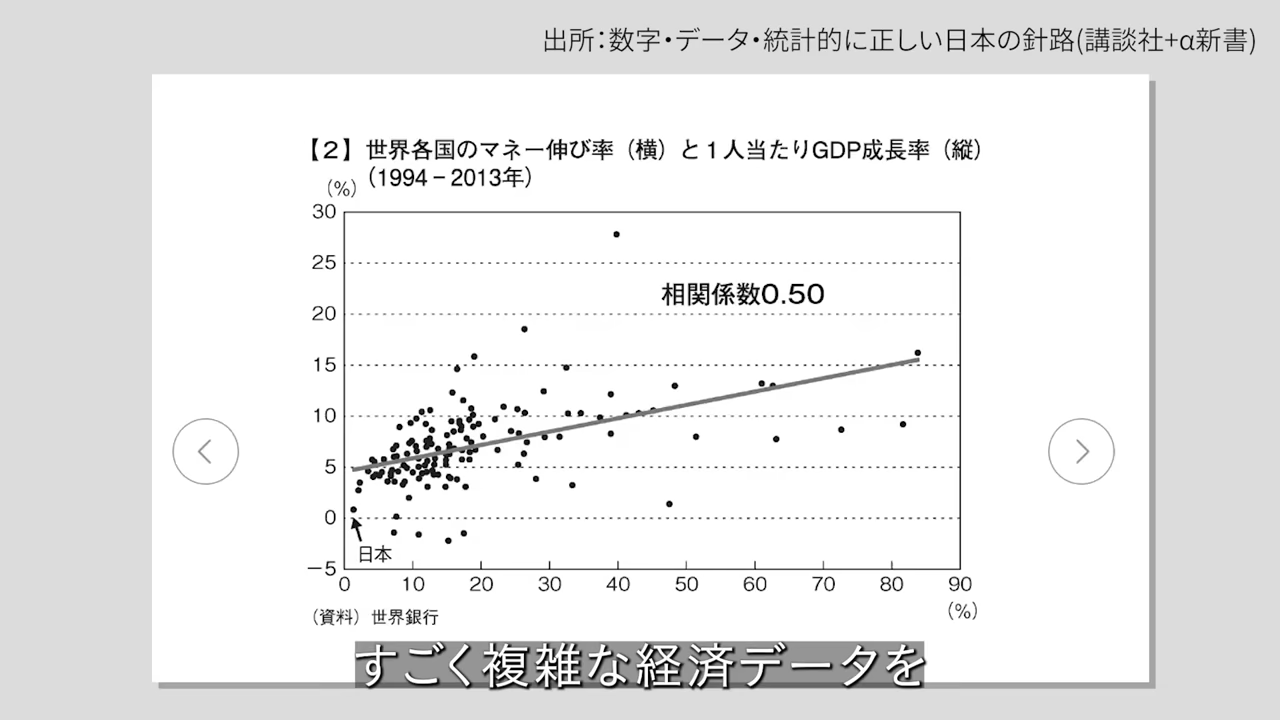 出所：数字・データ・統計的に正しい日本の針路(講談社+α新書)
【2】世界各国のマネー伸び率（横）と１人当たりGDP成長率（縦）
（1994－2013年）
（%）
30
25
20
15
10
5
0
−5
相関係数0.50
日本
0 10 20 30 40 50 60 70 80 90
（%）
（資料）世界銀行
すごく複雑な経済データを